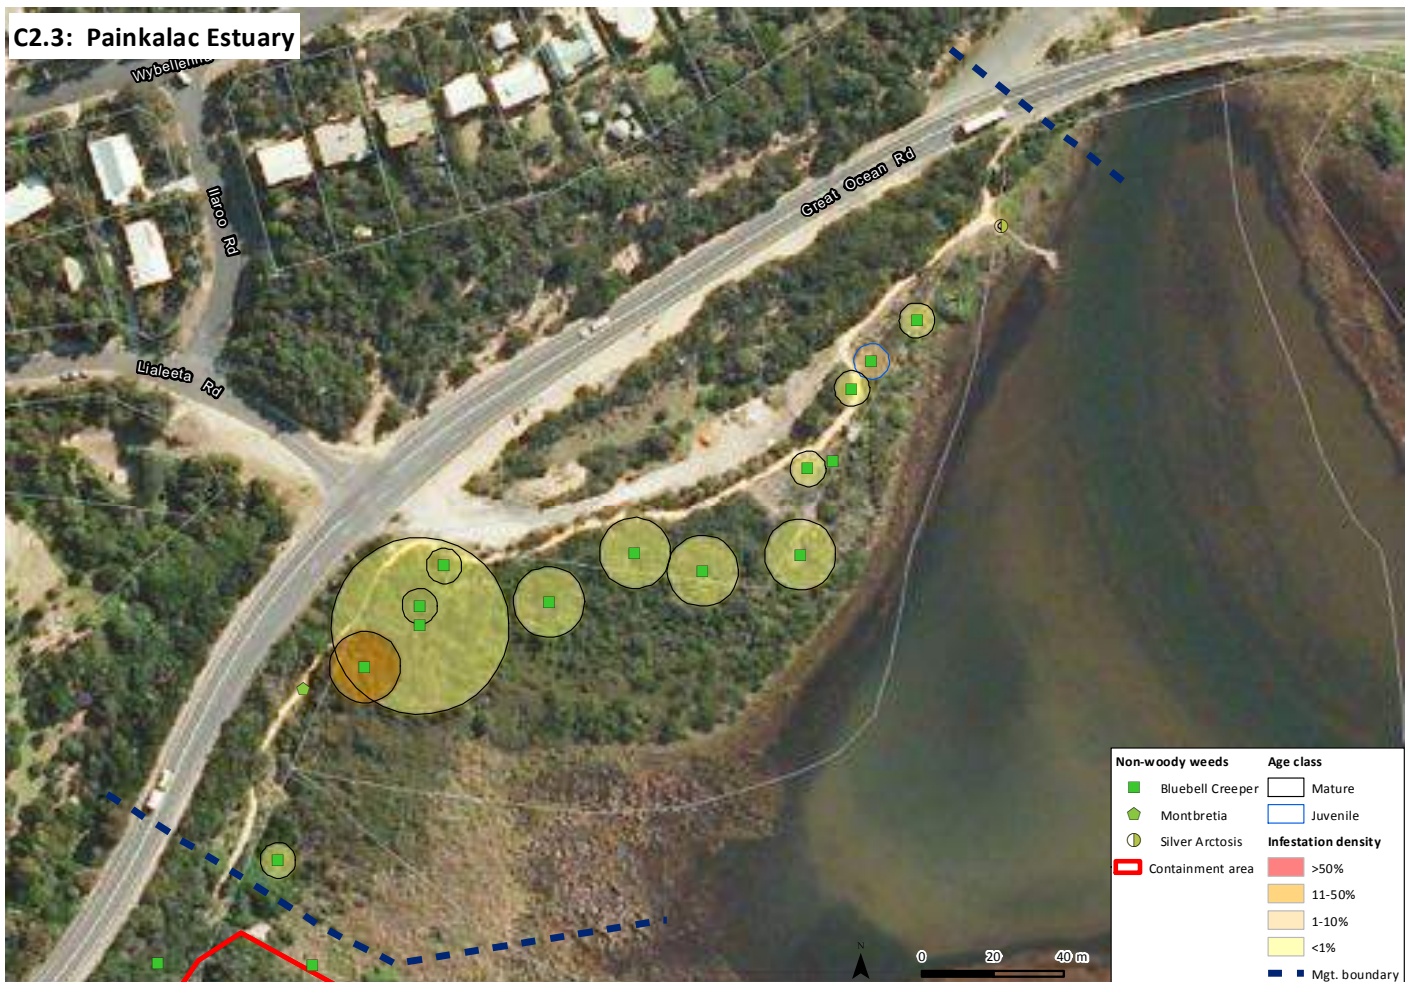 C2.3: Painkalac Estuary
Wybellenna
Ilaroo Rd
Great Ocean Rd
Lialeeta Rd
Non-woody weeds
Bluebell Creeper
Montbretia
Silver Arctosis
Containment area
Age class
Mature
Juvenile
Infestation density
>50%
11-50%
1-10%
<1%
Mgt. boundary
N
0 20 40 m